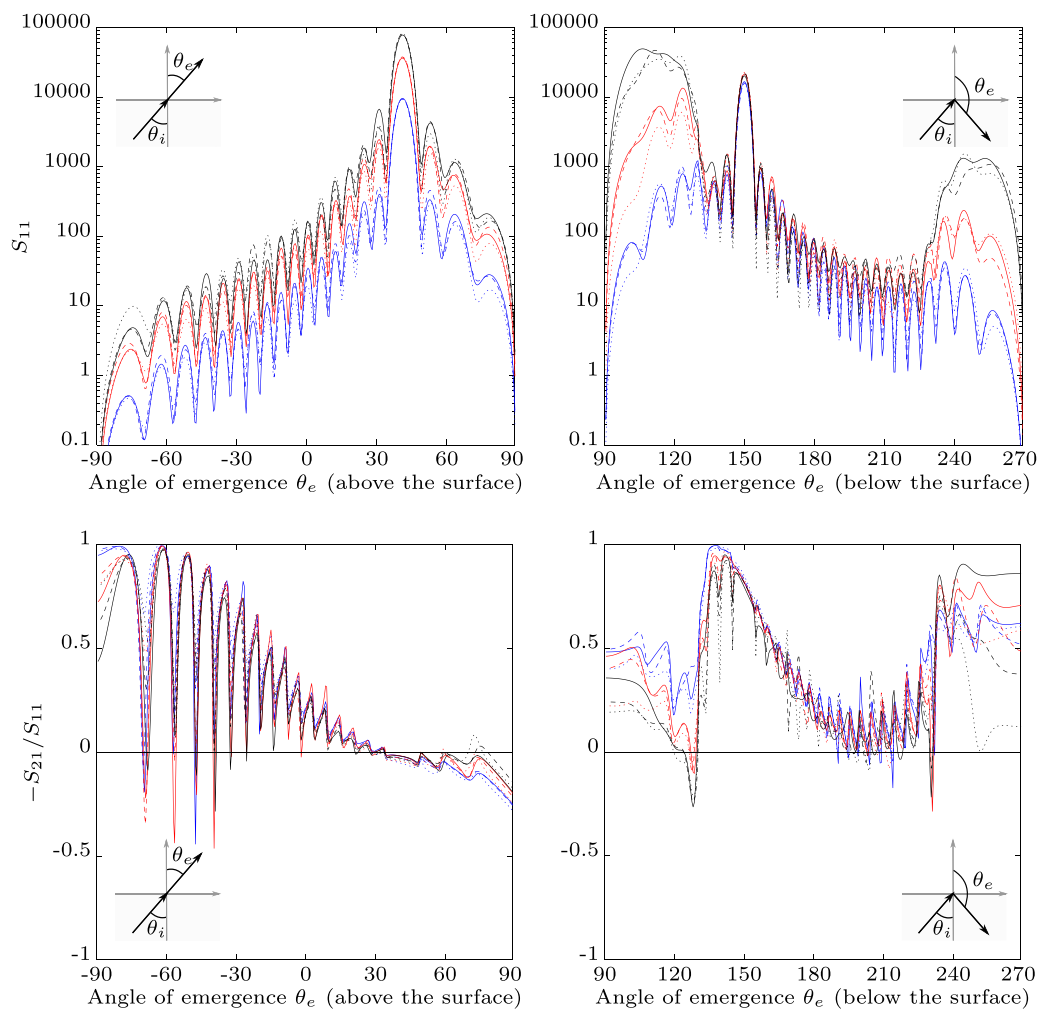 100000
10000
1000
100
10
1
0.1
S11
-90 -60 -30 0 30 60 90
Angle of emergence θe (above the surface)
θe
θi
100000
10000
1000
100
10
1
0.1
90 120 150 180 210 240 270
Angle of emergence θe (below the surface)
θe
θi
1
0.5
0
-0.5
-1
−S21/S11
-90 -60 -30 0 30 60 90
Angle of emergence θe (above the surface)
θe
θi
1
0.5
0
-0.5
-1
90 120 150 180 210 240 270
Angle of emergence θe (below the surface)
θe
θi